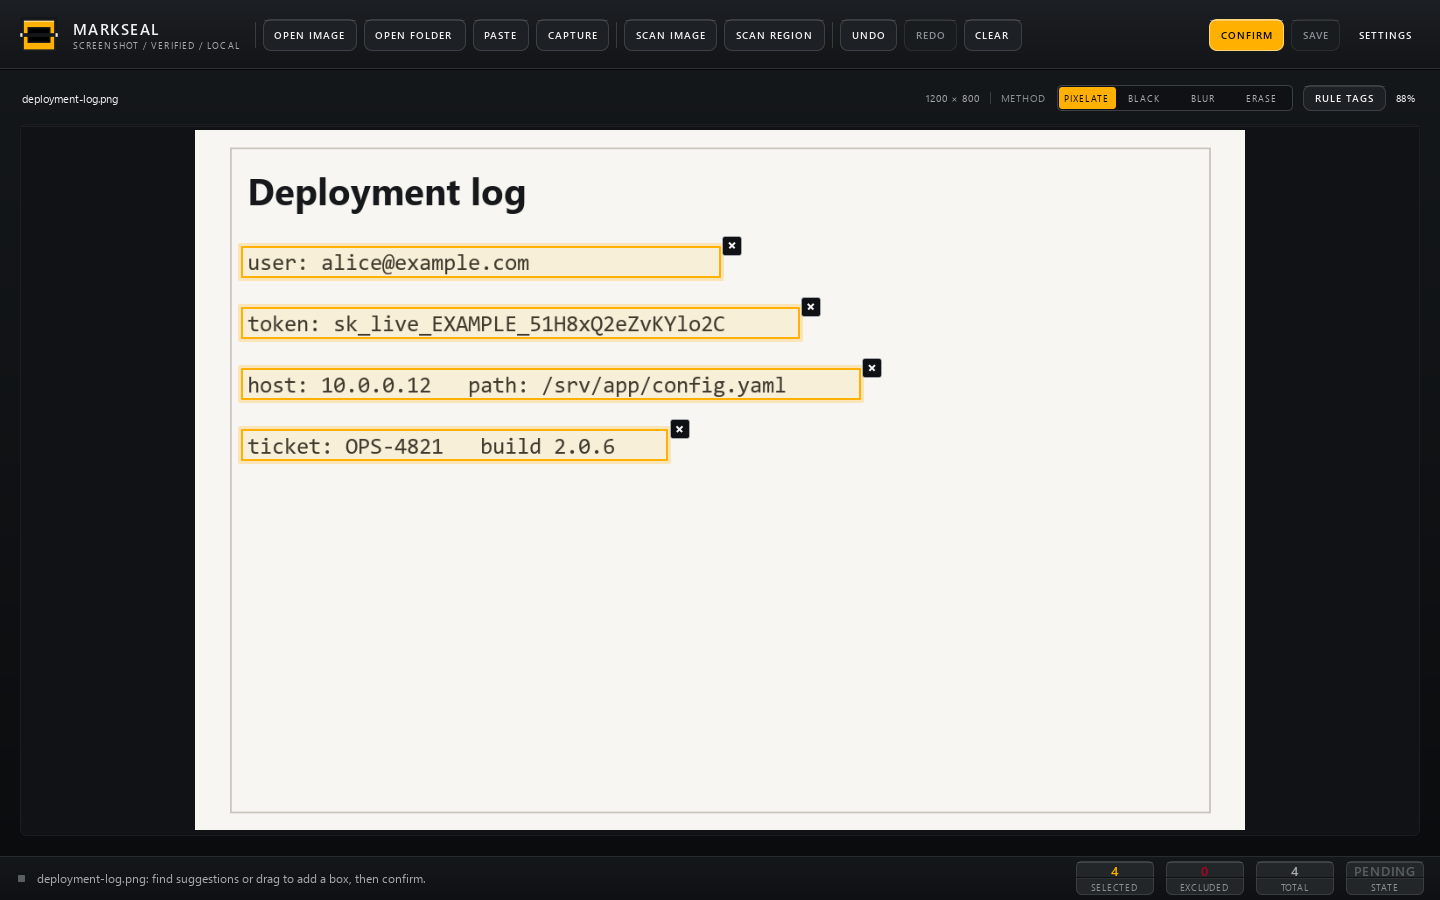 MARKSEAL
SCREENSHOT / VERIFIED / LOCAL
OPEN IMAGE
OPEN FOLDER
PASTE
CAPTURE
SCAN IMAGE
SCAN REGION
UNDO
REDO
CLEAR
CONFIRM
SAVE
SETTINGS
deployment-log.png
1200 × 800
METHOD
PIXELATE
BLACK
BLUR
ERASE
RULE TAGS
88%
Deployment log
user: alice@example.com
token: sk_live_EXAMPLE_51H8xQ2eZvKYlo2C
host: 10.0.0.12   path: /srv/app/config.yaml
ticket: OPS-4821   build 2.0.6
deployment-log.png: find suggestions or drag to add a box, then confirm.
4
SELECTED
0
EXCLUDED
4
TOTAL
PENDING
STATE